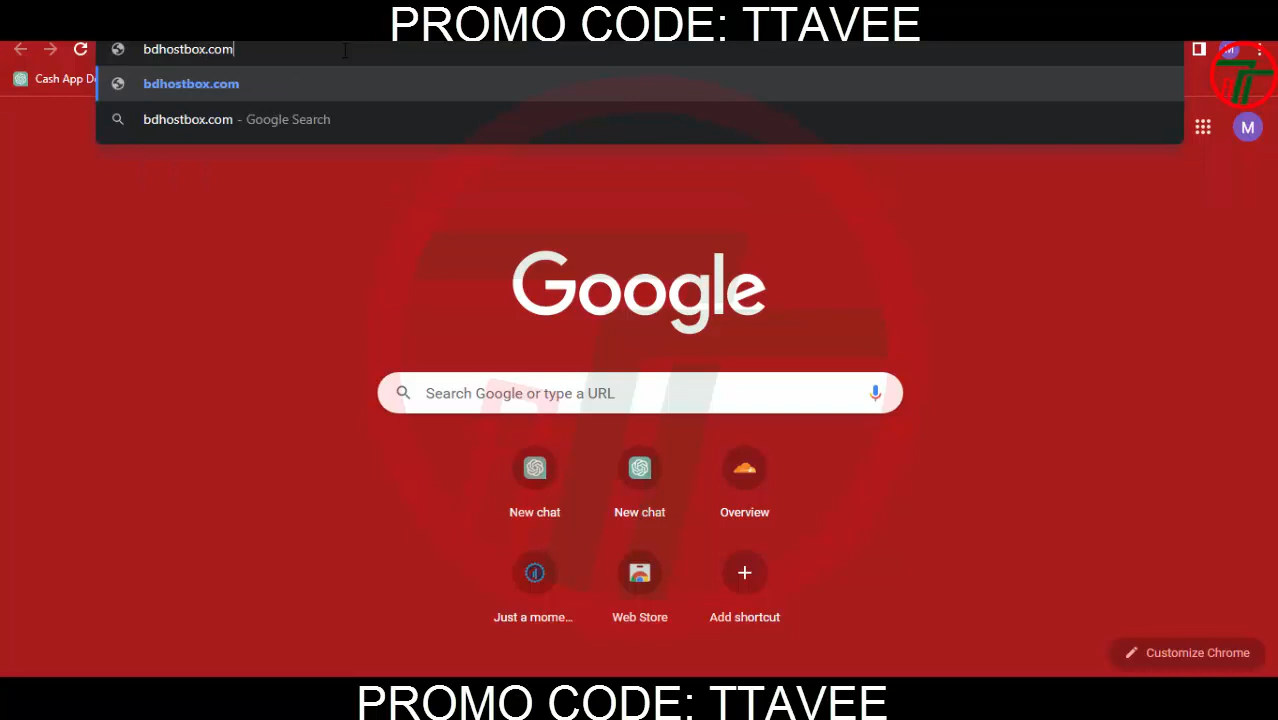 PROMO CODE: TTAVEE
bdhostbox.com
M
Cash App D
bdhostbox.com
bdhostbox.com - Google Search
M
Google
Search Google or type a URL
New chat
New chat
Overview
Just a mome...
Web Store
Add shortcut
Customize Chrome
PROMO CODE: TTAVEE